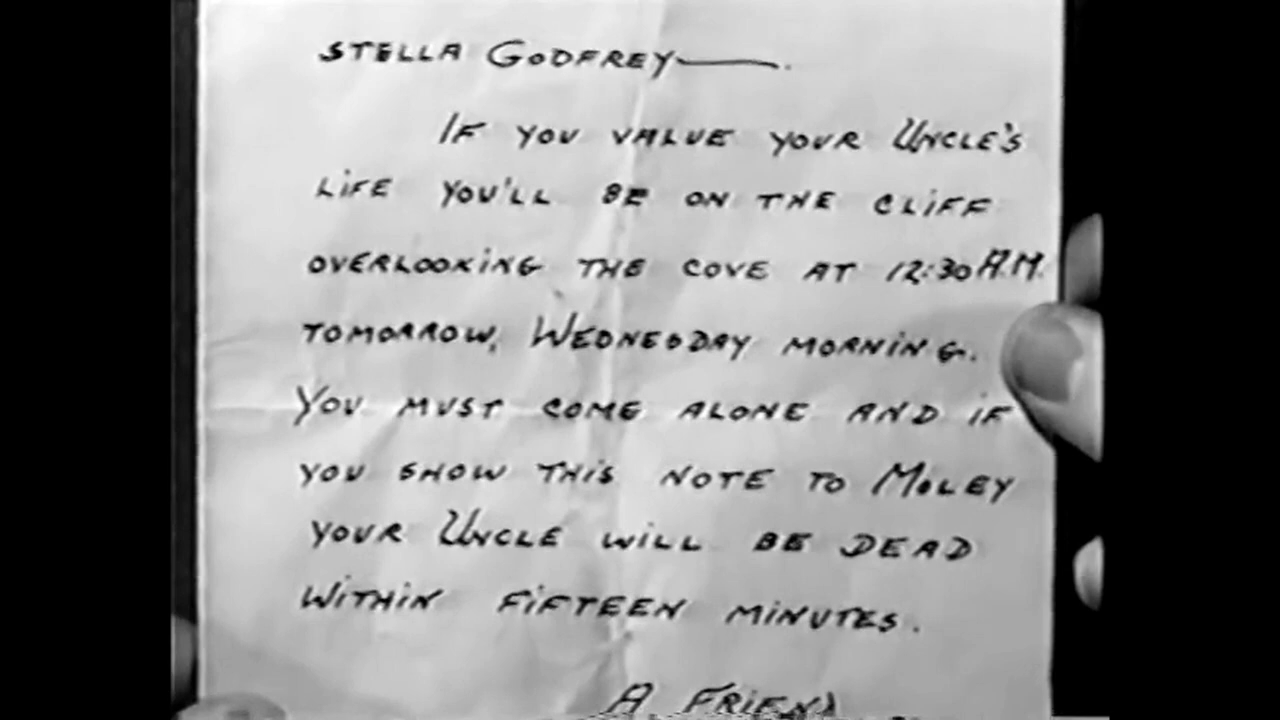 STELLA GODFREY—.
IF YOU VALUE YOUR UNCLE'S
LiFE YOU'LL BE ON THE CLiFF
OVERLOOKiNG THE COVE AT 12:30 A.M.
TOMORROW, WEDNESDAY MORNiNG.
YOU MUST COME ALONE AND iF
YOU SHOW THiS NOTE TO MOLEY
YOUR UNCLE WiLL BE DEAD
WiTHiN FiFTEEN MiNUTES.
A FRiEND